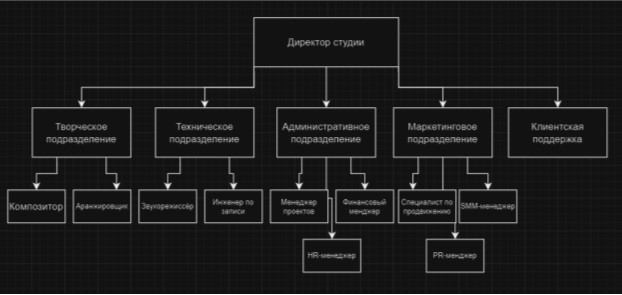 Директор студии
Творческое
подразделение
Техническое
подразделение
Административное
подразделение
Маркетинговое
подразделение
Клиентская
поддержка
Композитор
Аранжировщик
Звукорежиссёр
Инженер по
записи
Менеджер
проектов
Финансовый
менджер
Специалист по
продвижению
SMM-менеджер
HR-менеджер
PR-менджер